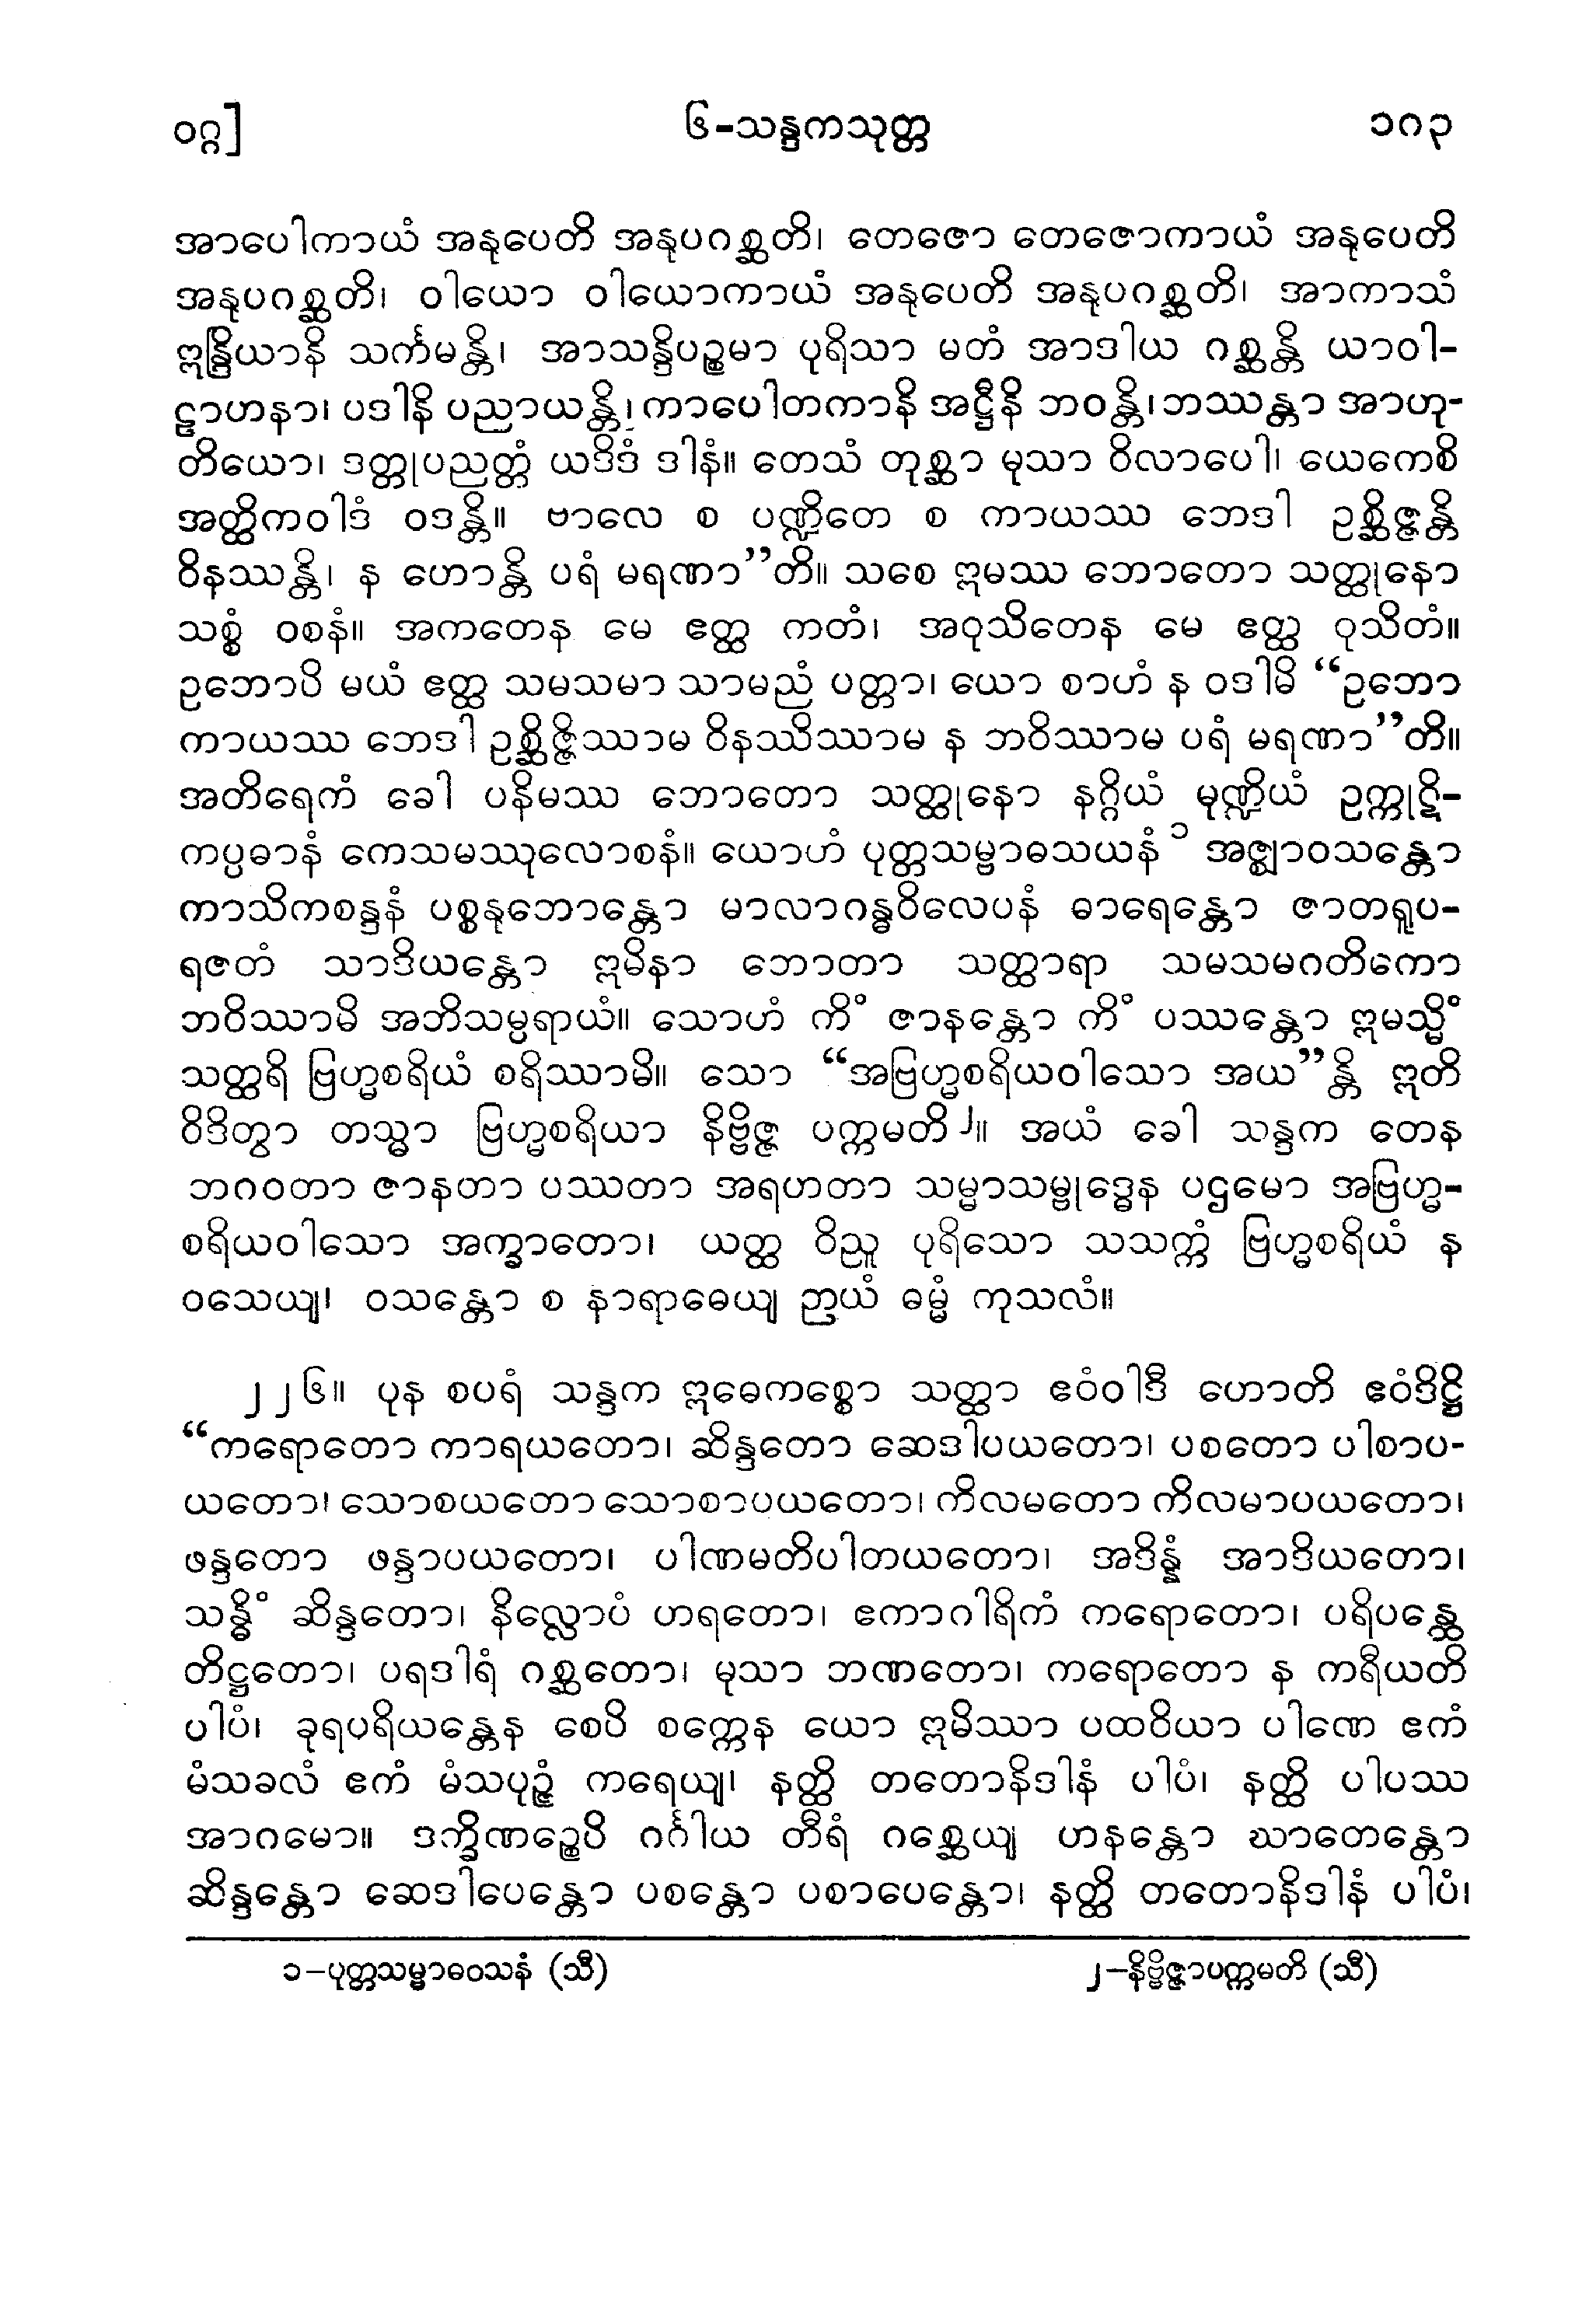 ၀ဂ္ဂ]
၆-သန္ဒကသုတ္တ
၁၈၃
အာပေါကာယံ အနုပေတိ အနုပဂစ္ဆတိ၊ တေဇော တေဇောကာယံ အနုပေတိ
အနုပဂစ္ဆတိ၊ ဝါယော ဝါယောကာယံ အနုပေတိ အနုပဂစ္ဆတိ၊ အာကာသံ
ဣန္ဒြိယာနိ သင်္ကမန္တိ၊ အာသန္ဒိပဉ္စမာ ပုရိသာ မတံ အာဒါယ ဂစ္ဆန္တိ ယာဝါ-
ဠာဟနာ၊ ပဒါနိ ပညာယန္တိ၊ ကာပေါတကာနိ အဋ္ဌီနိ ဘဝန္တိ၊ ဘဿန္တာ အာဟု-
တိယော၊ ဒတ္တုပညတ္တံ ယဒိဒံ ဒါနံ။ တေသံ တုစ္ဆာ မုသာ ဝိလာပေါ၊ ယေကေစိ
အတ္ထိကဝါဒံ ဝဒန္တိ။ ဗာလေ စ ပဏ္ဍိတေ စ ကာယဿ ဘေဒါ ဥစ္ဆိဇ္ဇန္တိ
ဝိနဿန္တိ၊ န ဟောန္တိ ပရံ မရဏာ”တိ။ သစေ ဣမဿ ဘောတော သတ္ထုနော
သစ္စံ ဝစနံ။ အကတေန မေ ဧတ္ထ ကတံ၊ အဝုသိတေန မေ ဧတ္ထ ဝုသိတံ။
ဥဘောပိ မယံ ဧတ္ထ သမသမာ သာမညံ ပတ္တာ၊ ယော စာဟံ န ဝဒါမိ “ဥဘော
ကာယဿ ဘေဒါ ဥစ္ဆိဇ္ဇိဿာမ ဝိနဿိဿာမ န ဘဝိဿာမ ပရံ မရဏာ”တိ။
အတိရေကံ ခေါ ပနိမဿ ဘောတော သတ္ထုနော နဂ္ဂိယံ မုဏ္ဍိယံ ဥက္ကုဋိ-
ကပ္ပဓာနံ ကေသမဿုလောစနံ။ ယောဟံ ပုတ္တသမ္ဗာဓသယနံ ၁ အဇ္ဈာဝသန္တော
ကာသိကစန္ဒနံ ပစ္စနုဘောန္တော မာလာဂန္ဓဝိလေပနံ ဓာရေန္တော ဇာတရူပ-
ရဇတံ သာဒိယန္တော ဣမိနာ ဘောတာ သတ္ထာရာ သမသမဂတိကော
ဘဝိဿာမိ အဘိသမ္ပရာယံ။ သောဟံ ကိံ ဇာနန္တော ကိံ ပဿန္တော ဣမသ္မိံ
သတ္ထရိ ဗြဟ္မစရိယံ စရိဿာမိ။ သော “အဗြဟ္မစရိယဝါသော အယ”န္တိ ဣတိ
ဝိဒိတွာ တသ္မာ ဗြဟ္မစရိယာ နိဗ္ဗိဇ္ဇ ပက္ကမတိ ၂။ အယံ ခေါ သန္ဒက တေန
ဘဂဝတာ ဇာနတာ ပဿတာ အရဟတာ သမ္မာသမ္ဗုဒ္ဓေန ပဌမော အဗြဟ္မ-
စရိယဝါသော အက္ခာတော၊ ယတ္ထ ဝိညူ ပုရိသော သသက္ကံ ဗြဟ္မစရိယံ န
ဝသေယျ၊ ဝသန္တော စ နာရာဓေယျ ဉာယံ ဓမ္မံ ကုသလံ။
၂၂၆။ ပုန စပရံ သန္ဒက ဣဓေကစ္စော သတ္ထာ ဧဝံဝါဒီ ဟောတိ ဧဝံဒိဋ္ဌိ
“ကရောတော ကာရယတော၊ ဆိန္ဒတော ဆေဒါပယတော၊ ပစတော ပါစာပ-
ယတော၊ သောစယတော သောစာပယတော၊ ကိလမတော ကိလမာပယတော၊
ဖန္ဒတော ဖန္ဒာပယတော၊ ပါဏမတိပါတယတော၊ အဒိန္နံ အာဒိယတော၊
သန္ဓိံ ဆိန္ဒတော၊ နိလ္လောပံ ဟရတော၊ ဧကာဂါရိကံ ကရောတော၊ ပရိပန္ထေ
တိဋ္ဌတော၊ ပရဒါရံ ဂစ္ဆတော၊ မုသာ ဘဏတော၊ ကရောတော န ကရီယတိ
ပါပံ၊ ခုရပရိယန္တေန စေပိ စက္ကေန ယော ဣမိဿာ ပထဝိယာ ပါဏေ ဧကံ
မံသခလံ ဧကံ မံသပုဉ္ဇံ ကရေယျ၊ နတ္ထိ တတောနိဒါနံ ပါပံ၊ နတ္ထိ ပါပဿ
အာဂမော။ ဒက္ခိဏဉ္စေပိ ဂင်္ဂါယ တီရံ ဂစ္ဆေယျ ဟနန္တော ဃာတေန္တော
ဆိန္ဒန္တော ဆေဒါပေန္တော ပစန္တော ပစာပေန္တော၊ နတ္ထိ တတောနိဒါနံ ပါပံ၊
၁–ပုတ္တသမ္ဗာဓဝသနံ (သီ)
၂–နိဗ္ဗိဇ္ဇာပက္ကမတိ (သီ)